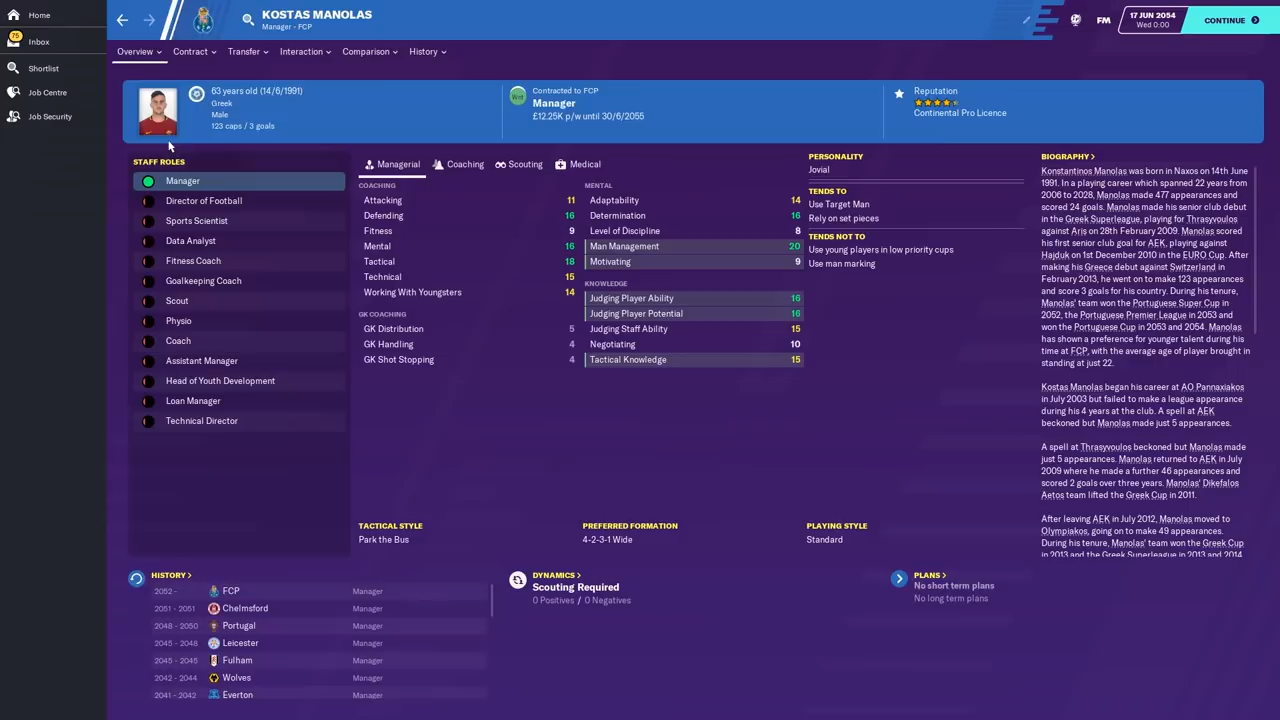 Home
75
Inbox
Shortlist
Job Centre
Job Security
KOSTAS MANOLAS
Manager - FCP
FM
17 JUN 2054
Wed 0:00
CONTINUE
Overview
Contract
Transfer
Interaction
Comparison
History
63 years old (14/6/1991)
Greek
Male
123 caps / 3 goals
Wnt
Contracted to FCP
Manager
£12.25K p/w until 30/6/2055
Reputation
Continental Pro Licence
STAFF ROLES
Manager
Director of Football
Sports Scientist
Data Analyst
Fitness Coach
Goalkeeping Coach
Scout
Physio
Coach
Assistant Manager
Head of Youth Development
Loan Manager
Technical Director
Managerial
Coaching
Scouting
Medical
COACHING
Attacking 11
Defending 16
Fitness 9
Mental 16
Tactical 18
Technical 15
Working With Youngsters 14
GK COACHING
GK Distribution 5
GK Handling 4
GK Shot Stopping 4
MENTAL
Adaptability 14
Determination 16
Level of Discipline 8
Man Management 20
Motivating 9
KNOWLEDGE
Judging Player Ability 16
Judging Player Potential 16
Judging Staff Ability 15
Negotiating 10
Tactical Knowledge 15
PERSONALITY
Jovial
TENDS TO
Use Target Man
Rely on set pieces
TENDS NOT TO
Use young players in low priority cups
Use man marking
BIOGRAPHY >
Konstantinos Manolas was born in Naxos on 14th June
1991. In a playing career which spanned 22 years from
2006 to 2028, Manolas made 477 appearances and
scored 24 goals. Manolas made his senior club debut
in the Greek Superleague, playing for Thrasyvoulos
against Aris on 28th February 2009. Manolas scored
his first senior club goal for AEK, playing against
Hajduk on 1st December 2010 in the EURO Cup. After
making his Greece debut against Switzerland in
February 2013, he went on to make 123 appearances
and score 3 goals for his country. During his tenure,
Manolas' team won the Portuguese Super Cup in
2052, the Portuguese Premier League in 2053 and
won the Portuguese Cup in 2053 and 2054. Manolas
has shown a preference for younger talent during his
time at FCP, with the average age of player brought in
standing at just 22.
Kostas Manolas began his career at AO Pannaxiakos
in July 2003 but failed to make a league appearance
during his 4 years at the club. A spell at AEK
beckoned but Manolas made just 5 appearances.
A spell at Thrasyvoulos beckoned but Manolas made
just 5 appearances. Manolas returned to AEK in July
2009 where he made a further 46 appearances and
scored 2 goals over three years. Manolas' Dikefalos
Aetos team lifted the Greek Cup in 2011.
After leaving AEK in July 2012, Manolas moved to
Olympiakos, going on to make 49 appearances.
During his tenure, Manolas' team won the Greek Cup
in 2013 and the Greek Superleague in 2013 and 2014
TACTICAL STYLE
Park the Bus
PREFERRED FORMATION
4-2-3-1 Wide
PLAYING STYLE
Standard
HISTORY >
2052 - FCP Manager
2051 - 2051 Chelmsford Manager
2048 - 2050 Portugal Manager
2045 - 2048 Leicester Manager
2045 - 2045 Fulham Manager
2042 - 2044 Wolves Manager
2041 - 2042 Everton Manager
DYNAMICS >
Scouting Required
0 Positives / 0 Negatives
PLANS >
No short term plans
No long term plans